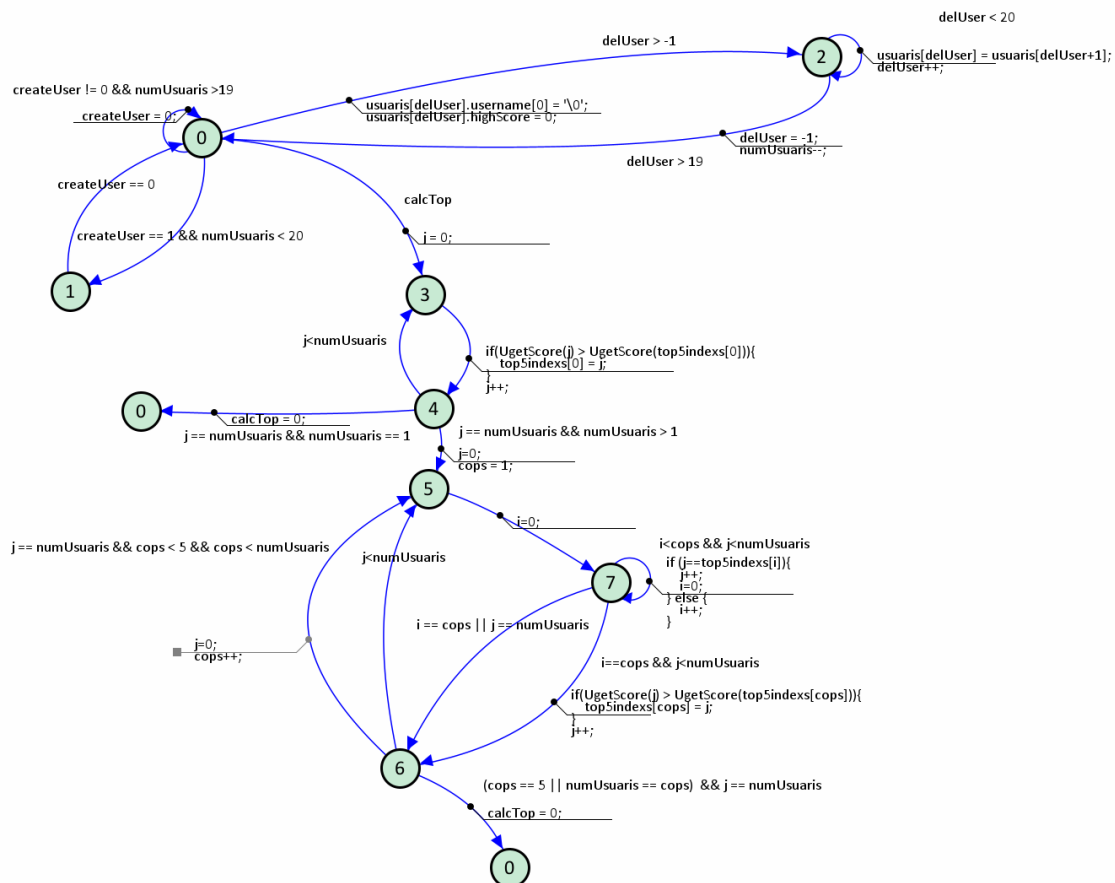 delUser < 20
delUser > -1
2
usuaris[delUser] = usuaris[delUser+1];
delUser++;
createUser != 0 && numUsuaris >19
createUser = 0;
usuaris[delUser].username[0] = '\0';
usuaris[delUser].highScore = 0;
0
delUser = -1;
numUsuaris--;
delUser > 19
createUser == 0
calcTop
createUser == 1 && numUsuaris < 20
j = 0;
1
3
j<numUsuaris
if(UgetScore(j) > UgetScore(top5indexs[0])){
top5indexs[0] = j;
}
j++;
0
4
calcTop = 0;
j == numUsuaris && numUsuaris == 1
j == numUsuaris && numUsuaris > 1
j=0;
cops = 1;
5
i=0;
j == numUsuaris && cops < 5 && cops < numUsuaris
j<numUsuaris
i<cops && j<numUsuaris
if (j==top5indexs[i]){
j++;
i=0;
} else {
i++;
}
7
i == cops || j == numUsuaris
j=0;
cops++;
i==cops && j<numUsuaris
if(UgetScore(j) > UgetScore(top5indexs[cops])){
top5indexs[cops] = j;
}
j++;
6
(cops == 5 || numUsuaris == cops) && j == numUsuaris
calcTop = 0;
0